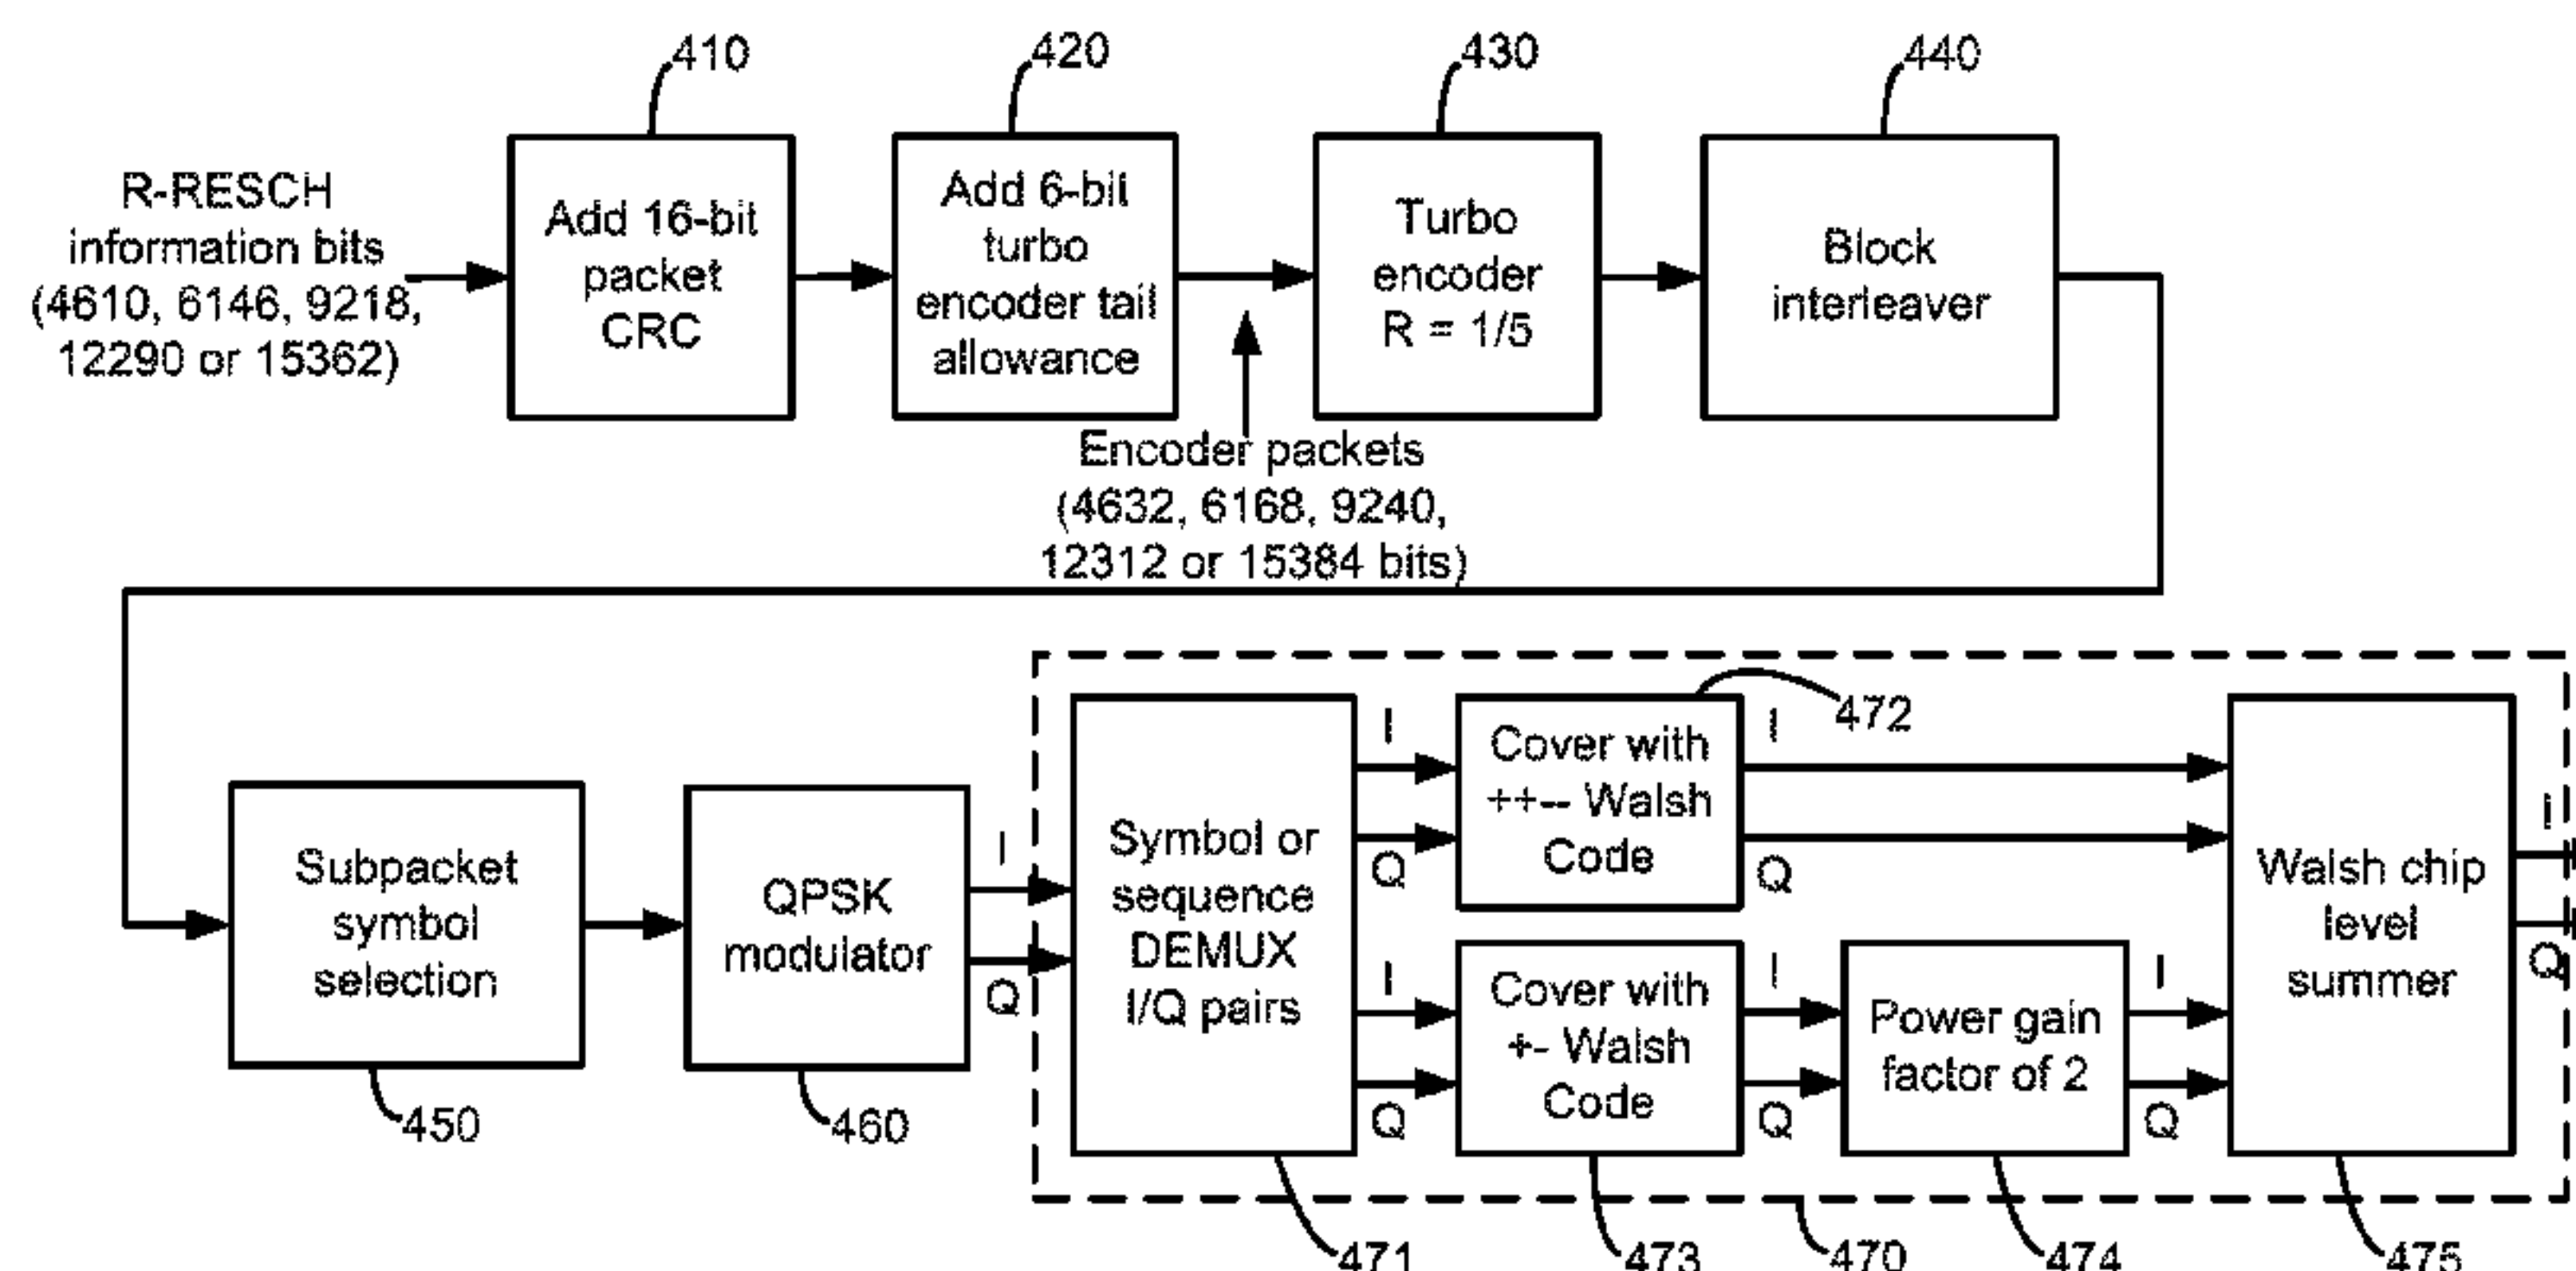 410
420
430
440
R-RESCH
information bits
(4610, 6146, 9218,
12290 or 15362)
Add 16-bit
packet
CRC
Add 6-bit
turbo
encoder tail
allowance
Turbo
encoder
R = 1/5
Block
interleaver
Encoder packets
(4632, 6168, 9240,
12312 or 15384 bits)
Subpacket
symbol
selection
450
QPSK
modulator
460
I
Q
Symbol or
sequence
DEMUX
I/Q pairs
471
I
Q
I
Q
Cover with
++-- Walsh
Code
472
I
Q
Cover with
+- Walsh
Code
473
I
Q
Power gain
factor of 2
474
I
Q
Walsh chip
level
summer
475
I
Q
470